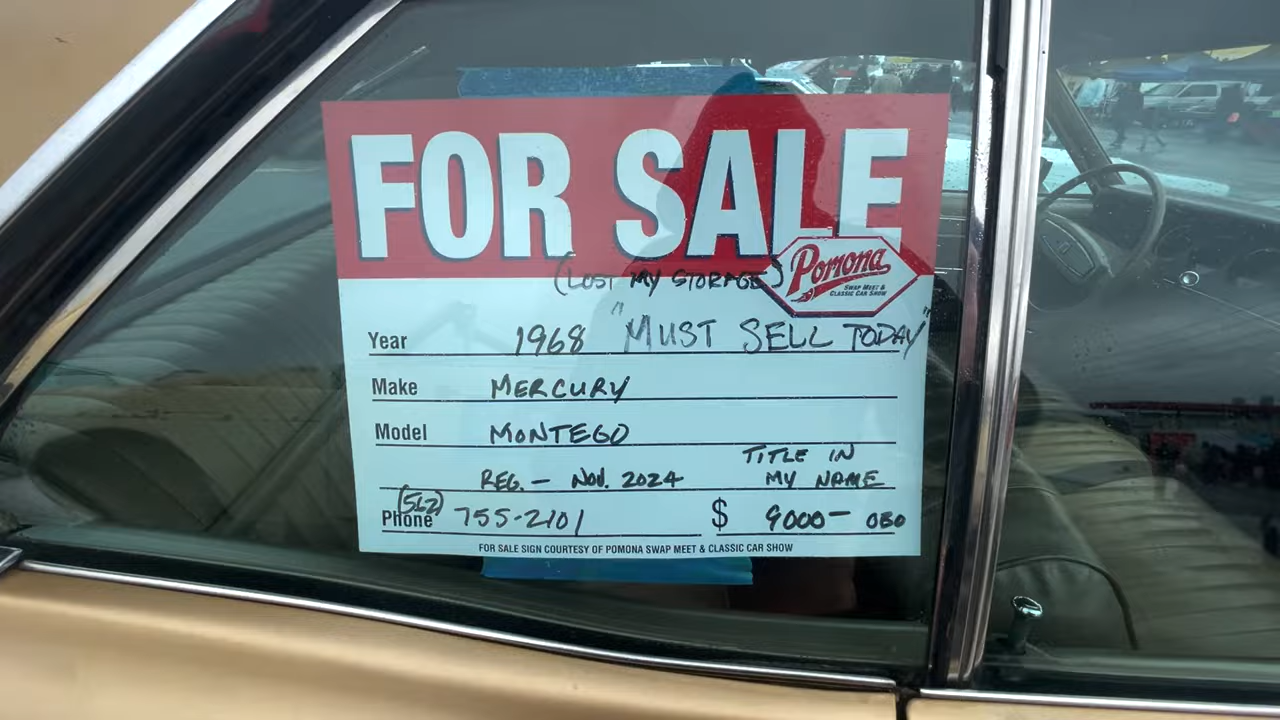 FOR SALE
(LOST MY STORAGE)
Pomona
SWAP MEET &
CLASSIC CAR SHOW
Year 1968 "MUST SELL TODAY"
Make MERCURY
Model MONTEGO
TITLE IN
REG. - NOV. 2024 MY NAME
(562)
Phone 755-2101 $ 9000- OBO
FOR SALE SIGN COURTESY OF POMONA SWAP MEET & CLASSIC CAR SHOW